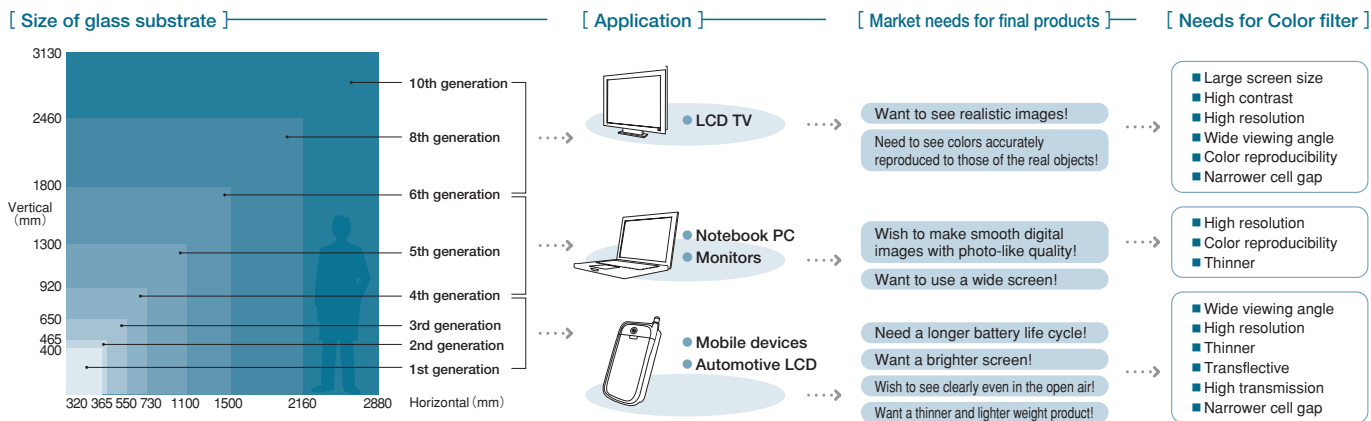 [ Size of glass substrate ]
[ Application ]
[ Market needs for final products ]
[ Needs for Color filter ]
3130
2460
1800
Vertical
(mm)
1300
920
650
465
400
320 365 550 730 1100 1500 2160 2880 Horizontal (mm)
10th generation
8th generation
6th generation
5th generation
4th generation
3rd generation
2nd generation
1st generation
LCD TV
Want to see realistic images!
Need to see colors accurately
reproduced to those of the real objects!
■ Large screen size
■ High contrast
■ High resolution
■ Wide viewing angle
■ Color reproducibility
■ Narrower cell gap
Notebook PC
Monitors
Wish to make smooth digital
images with photo-like quality!
Want to use a wide screen!
■ High resolution
■ Color reproducibility
■ Thinner
Mobile devices
Automotive LCD
Need a longer battery life cycle!
Want a brighter screen!
Wish to see clearly even in the open air!
Want a thinner and lighter weight product!
■ Wide viewing angle
■ High resolution
■ Thinner
■ Transflective
■ High transmission
■ Narrower cell gap